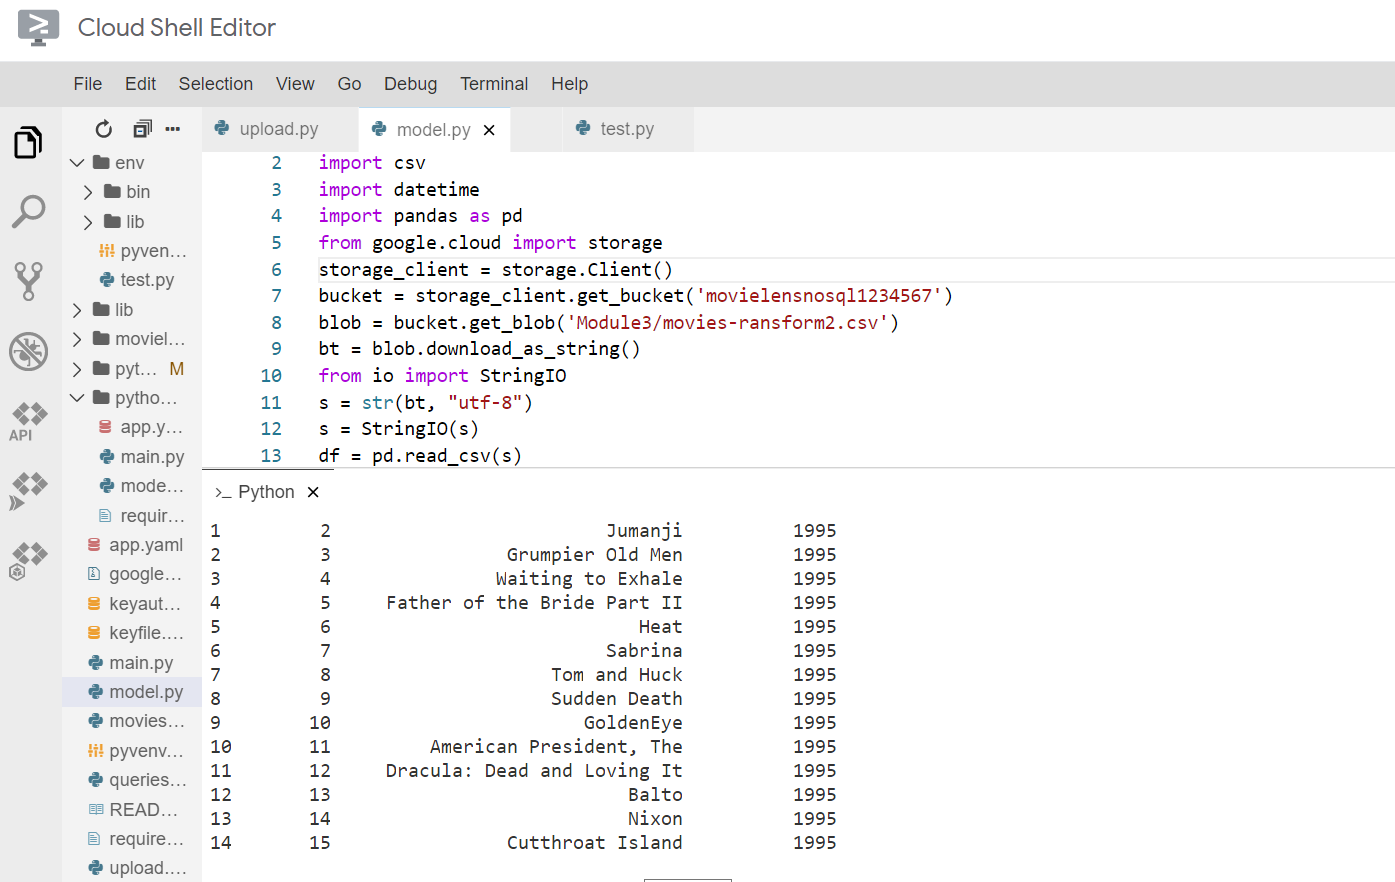 Cloud Shell Editor
File Edit Selection View Go Debug Terminal Help
upload.py model.py test.py
env
bin
lib
pyven...
test.py
lib
moviel...
pyt... M
pytho...
app.y...
main.py
mode...
requir...
app.yaml
google...
keyaut...
keyfile....
main.py
model.py
movies...
pyvenv...
queries...
READ...
require...
upload....
API
2 import csv
3 import datetime
4 import pandas as pd
5 from google.cloud import storage
6 storage_client = storage.Client()
7 bucket = storage_client.get_bucket('movielensnosql1234567')
8 blob = bucket.get_blob('Module3/movies-ransform2.csv')
9 bt = blob.download_as_string()
10 from io import StringIO
11 s = str(bt, "utf-8")
12 s = StringIO(s)
13 df = pd.read_csv(s)
>_ Python
1 2 Jumanji 1995
2 3 Grumpier Old Men 1995
3 4 Waiting to Exhale 1995
4 5 Father of the Bride Part II 1995
5 6 Heat 1995
6 7 Sabrina 1995
7 8 Tom and Huck 1995
8 9 Sudden Death 1995
9 10 GoldenEye 1995
10 11 American President, The 1995
11 12 Dracula: Dead and Loving It 1995
12 13 Balto 1995
13 14 Nixon 1995
14 15 Cutthroat Island 1995